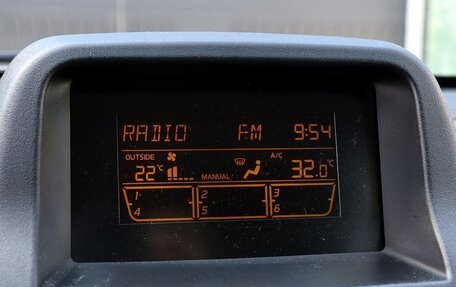 RADIO FM 9:54
OUTSIDE A/C
22°C MANUAL 32.0°C
1 2 3
4 5 6